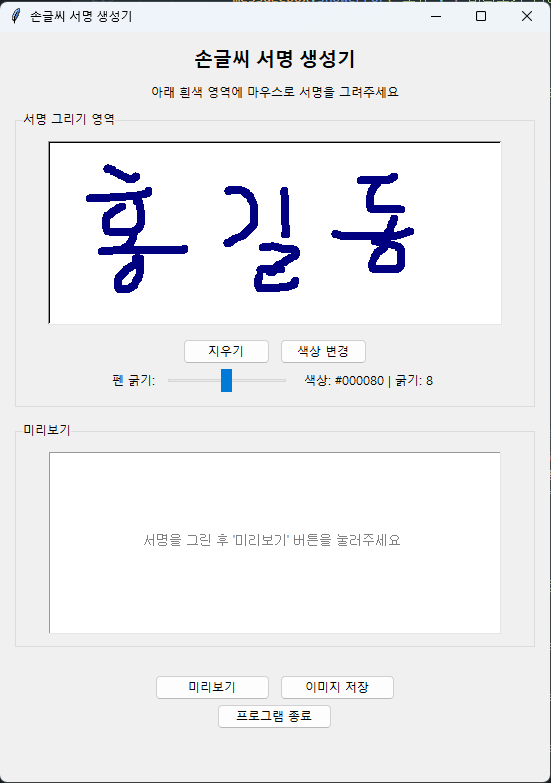 손글씨 서명 생성기
손글씨 서명 생성기
아래 흰색 영역에 마우스로 서명을 그려주세요
서명 그리기 영역
홍길동
지우기 색상 변경
펜 굵기: 색상: #000080 | 굵기: 8
미리보기
서명을 그린 후 '미리보기' 버튼을 눌러주세요
미리보기 이미지 저장
프로그램 종료